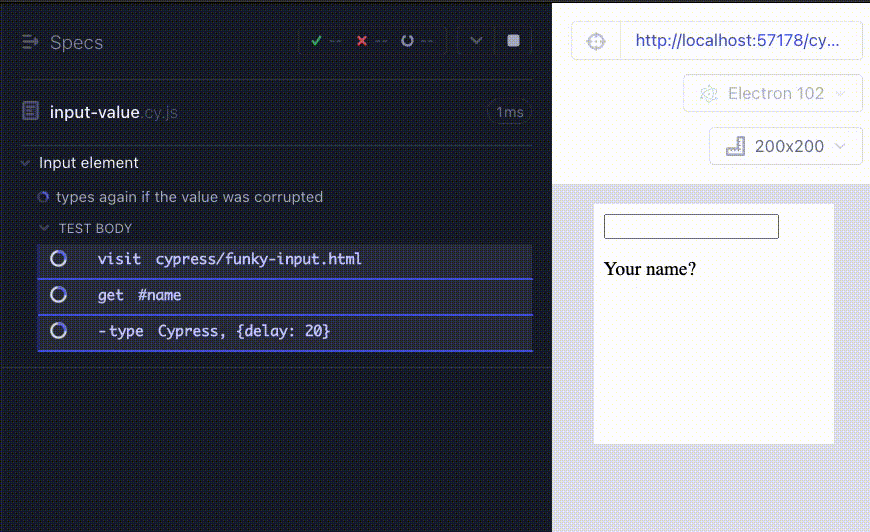 Specs
-- -- --
http://localhost:57178/cy...
input-value.cy.js
1ms
Electron 102
200x200
Input element
types again if the value was corrupted
TEST BODY
visit cypress/funky-input.html
get #name
-type Cypress, {delay: 20}
Your name?